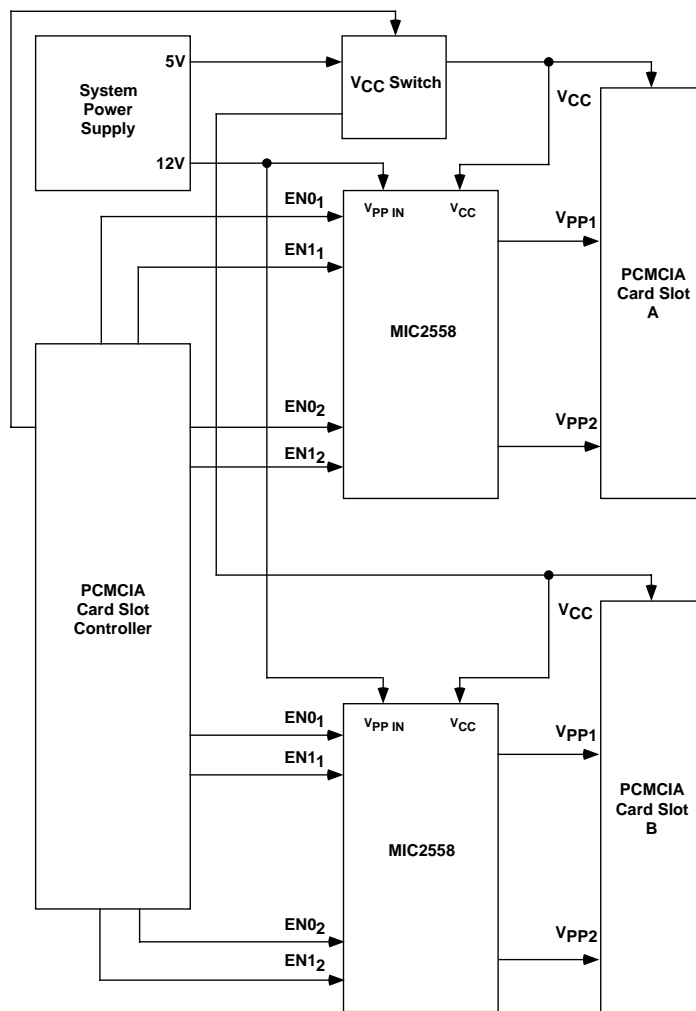 5V
System
Power
Supply
12V
VCC Switch
VCC
EN01
EN11
VPP IN
VCC
VPP1
MIC2558
PCMCIA
Card Slot
A
EN02
EN12
VPP2
PCMCIA
Card Slot
Controller
VCC
EN01
EN11
VPP IN
VCC
VPP1
MIC2558
PCMCIA
Card Slot
B
EN02
EN12
VPP2